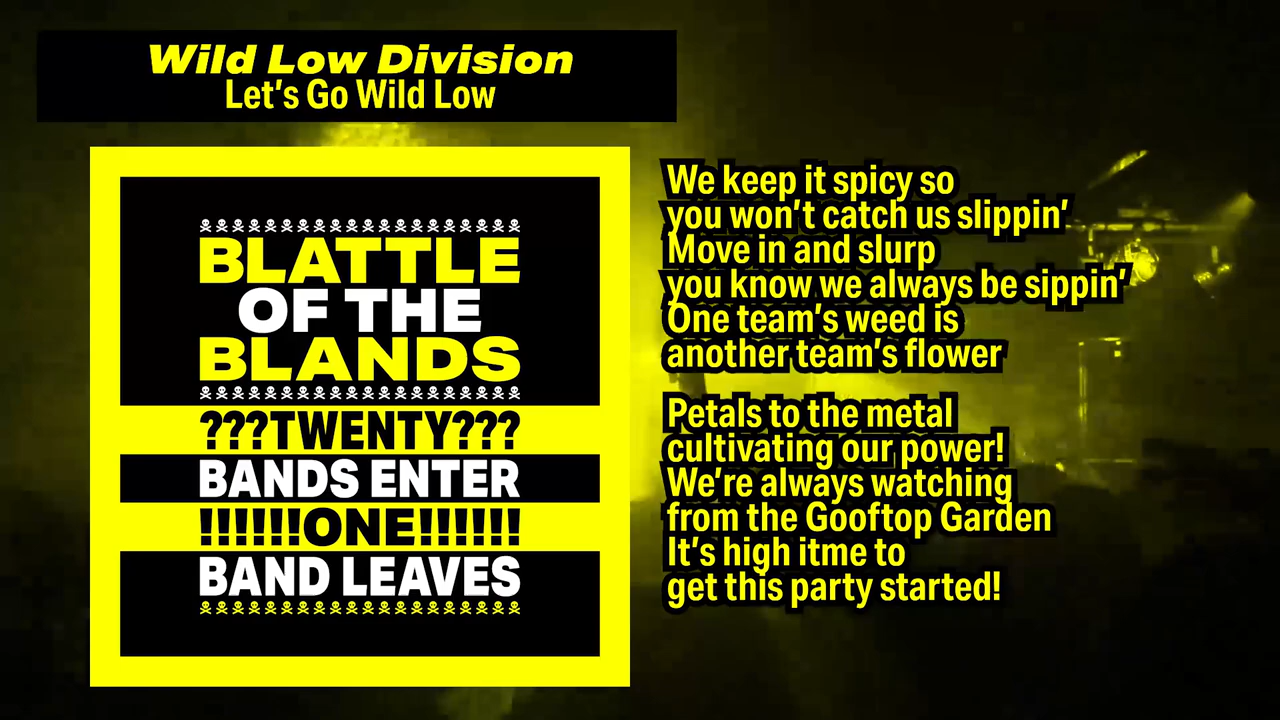 Wild Low Division
Let's Go Wild Low
☠☠☠☠☠☠☠☠☠☠☠☠☠☠☠☠☠☠
BLATTLE
OF THE
BLANDS
☠☠☠☠☠☠☠☠☠☠☠☠☠☠☠☠☠☠
???TWENTY???
BANDS ENTER
!!!!!!ONE!!!!!!
BAND LEAVES
☠☠☠☠☠☠☠☠☠☠☠☠☠☠☠☠☠☠
We keep it spicy so
you won't catch us slippin'
Move in and slurp
you know we always be sippin'
One team's weed is
another team's flower
Petals to the metal
cultivating our power!
We're always watching
from the Gooftop Garden
It's high itme to
get this party started!